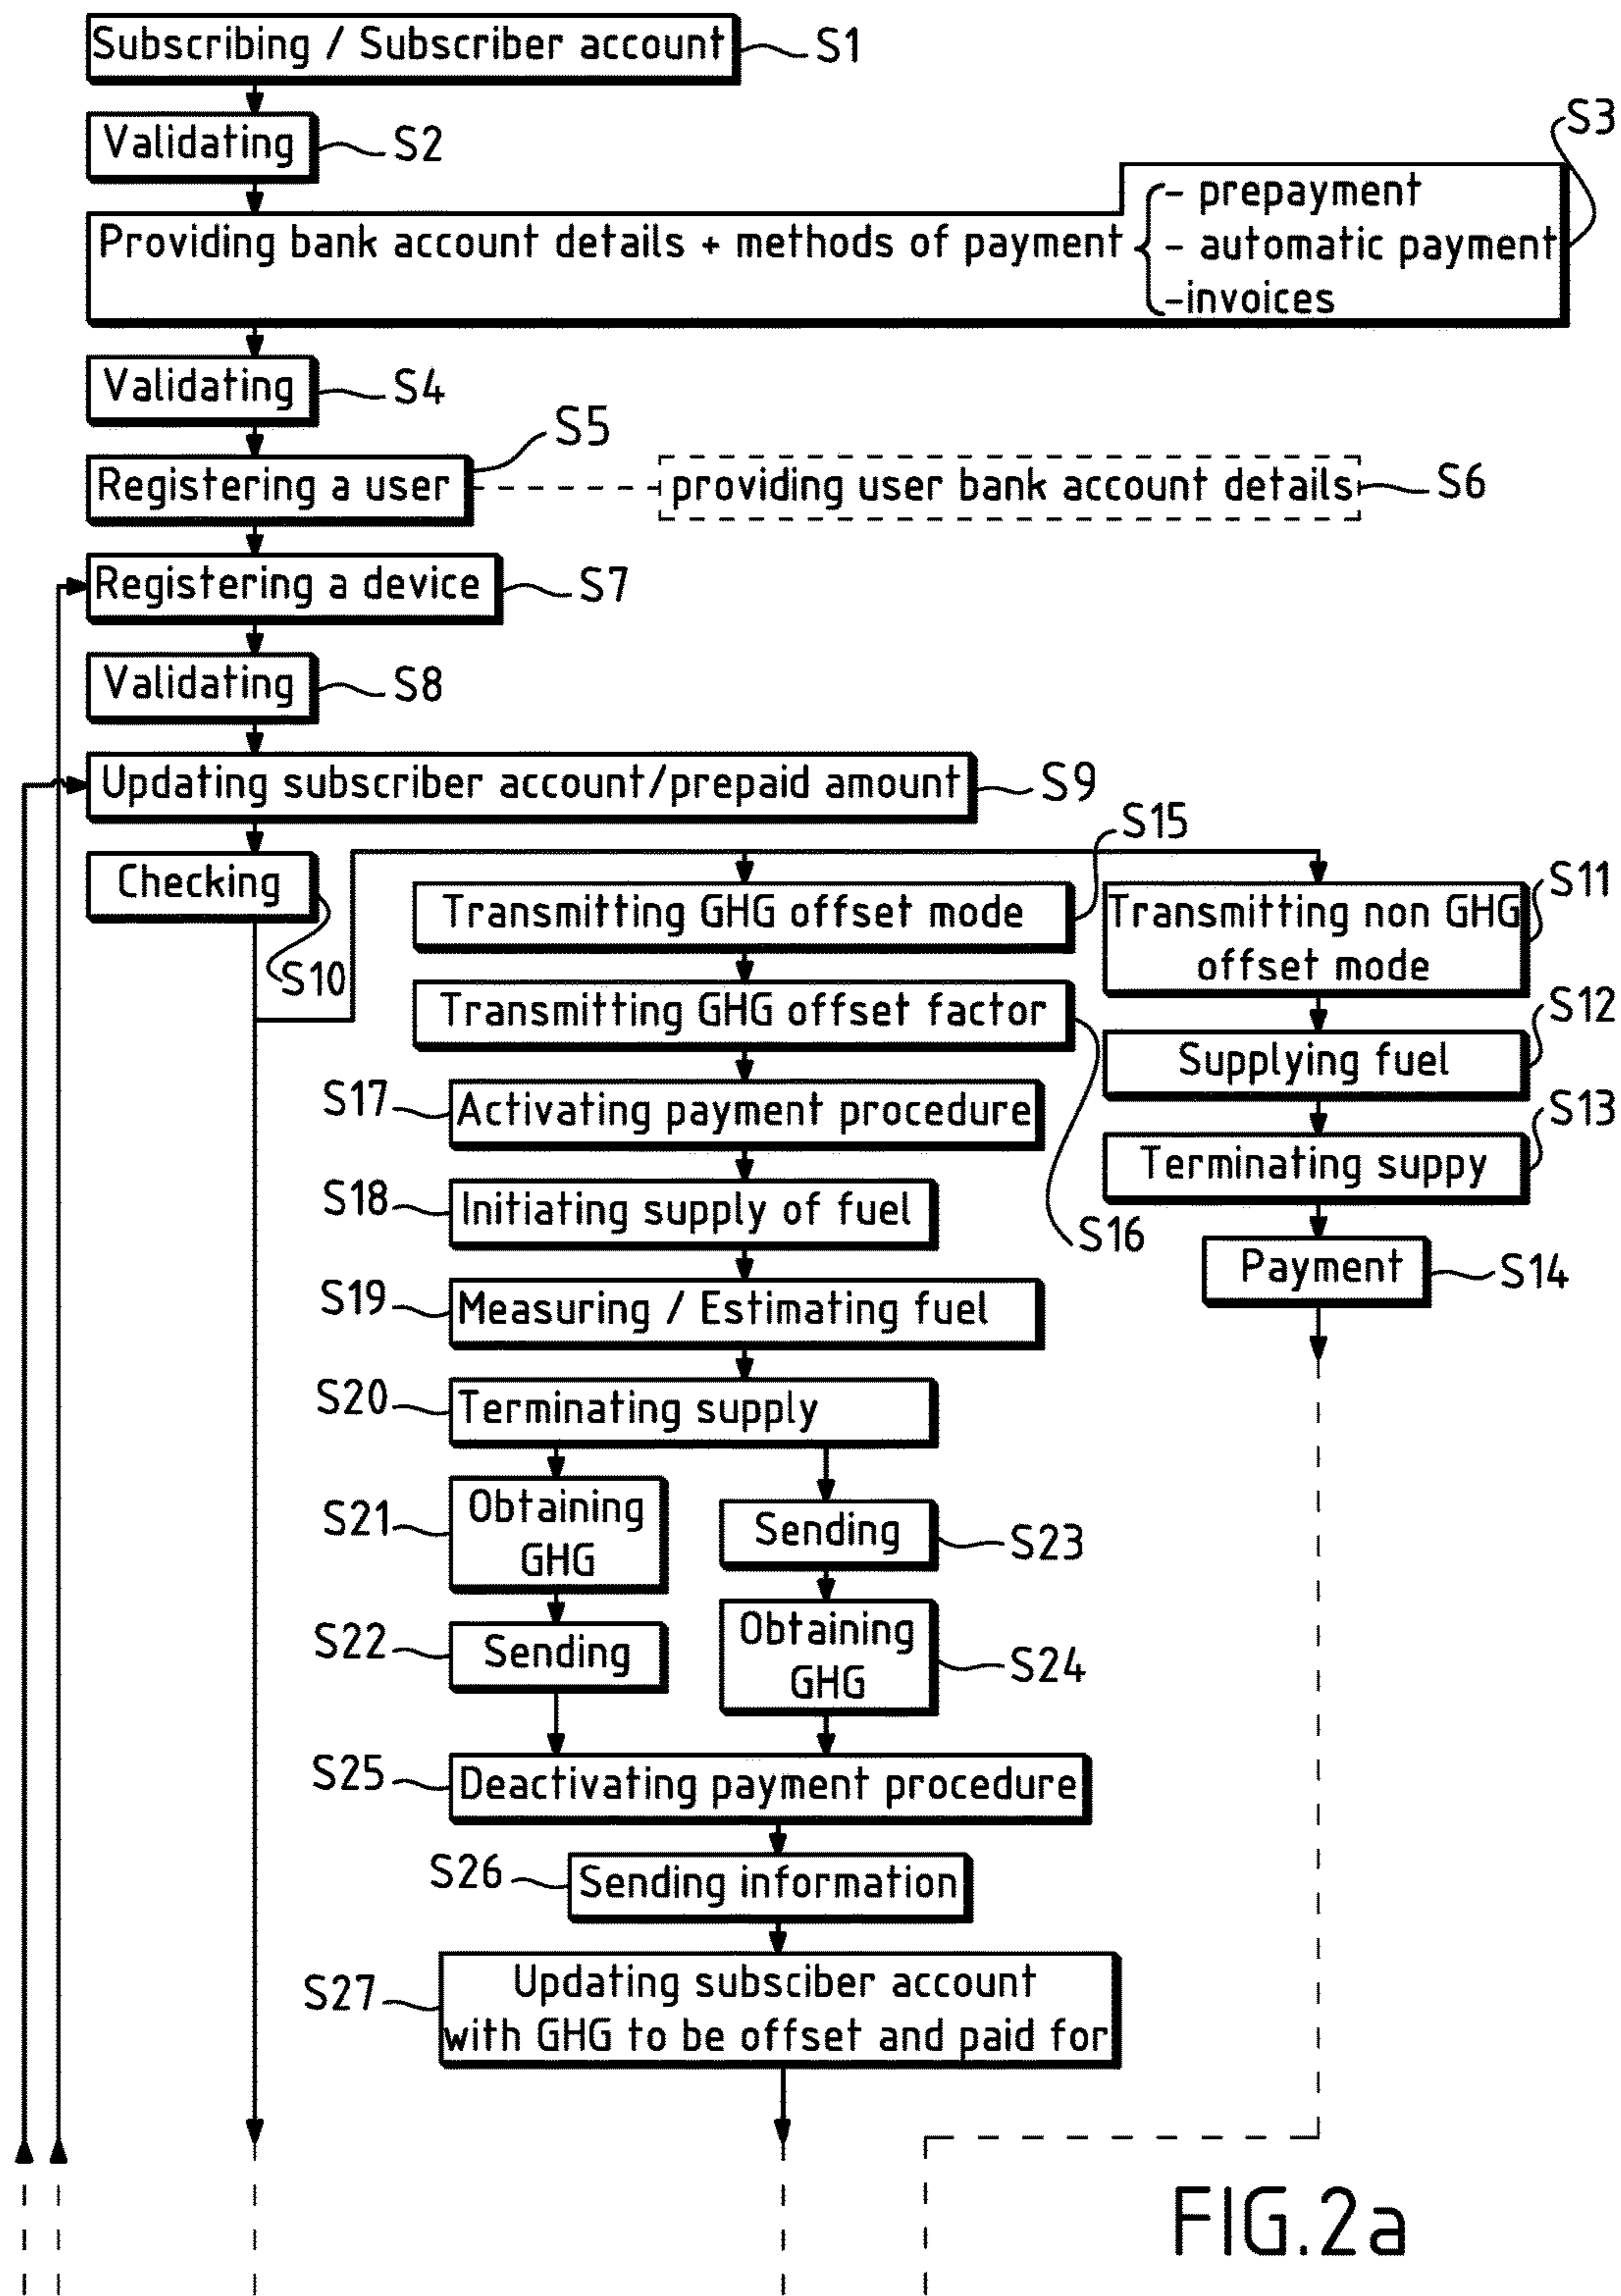 Subscribing / Subscriber account
S1
Validating
S2
S3
Providing bank account details + methods of payment
- prepayment
- automatic payment
-invoices
Validating
S4
Registering a user
S5
providing user bank account details
S6
Registering a device
S7
Validating
S8
Updating subscriber account/prepaid amount
S9
Checking
S10
S15
Transmitting GHG offset mode
Transmitting non GHG
offset mode
S11
Transmitting GHG offset factor
S16
Supplying fuel
S12
S17
Activating payment procedure
Terminating suppy
S13
S18
Initiating supply of fuel
Payment
S14
S19
Measuring / Estimating fuel
S20
Terminating supply
S21
Obtaining
GHG
Sending
S23
S22
Sending
Obtaining
GHG
S24
S25
Deactivating payment procedure
S26
Sending information
S27
Updating subsciber account
with GHG to be offset and paid for
FIG.2a